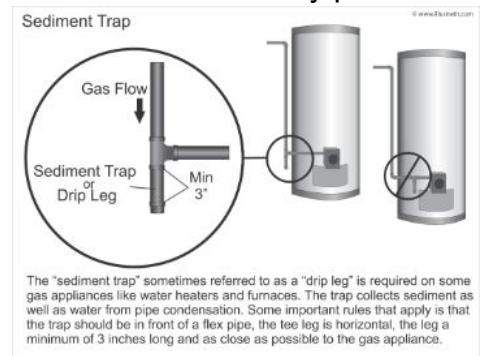 Sediment Trap
Gas Flow
Sediment Trap
or
Drip Leg
Min
3"
The "sediment trap" sometimes referred to as a "drip leg" is required on some
gas appliances like water heaters and furnaces. The trap collects sediment as
well as water from pipe condensation. Some important rules that apply is that
the trap should be in front of a flex pipe, the tee leg is horizontal, the leg a
minimum of 3 inches long and as close as possible to the gas appliance.